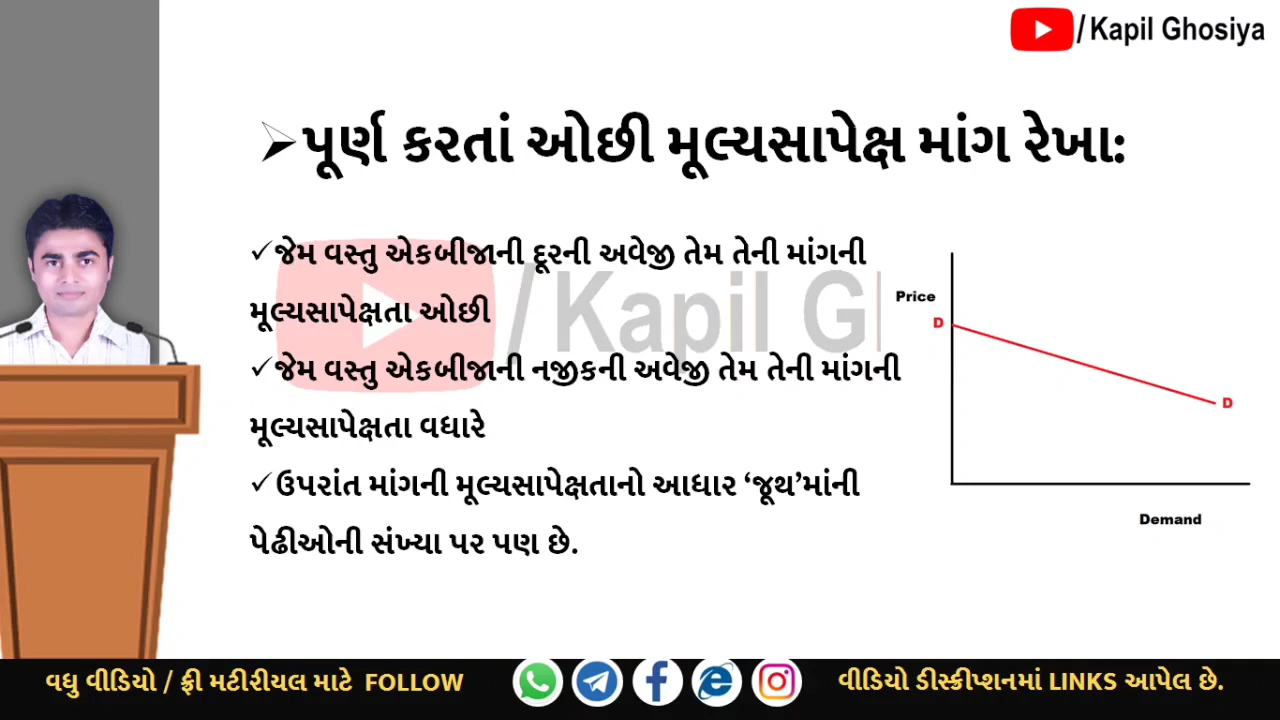 /Kapil Ghosiya
પૂર્ણ કરતાં ઓછી મૂલ્યસાપેક્ષ માંગ રેખા:
જેમ વસ્તુ એકબીજાની દૂરની અવેજી તેમ તેની માંગની
મૂલ્યસાપેક્ષતા ઓછી
જેમ વસ્તુ એકબીજાની નજીકની અવેજી તેમ તેની માંગની
મૂલ્યસાપેક્ષતા વધારે
ઉપરાંત માંગની મૂલ્યસાપેક્ષતાનો આધાર ‘જૂથ’માંની
પેઢીઓની સંખ્યા પર પણ છે.
/Kapil G
Price
D
D
Demand
વધુ વીડિયો / ફ્રી મટીરીયલ માટે FOLLOW
વીડિયો ડીસ્ક્રીપ્શનમાં LINKS આપેલ છે.